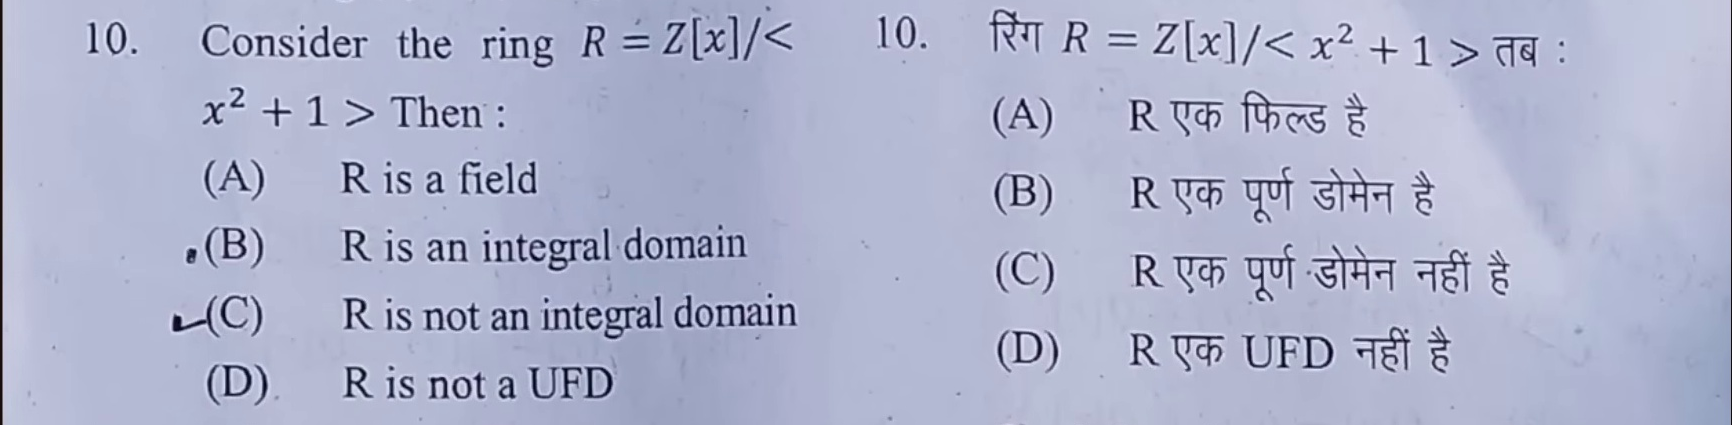 10. Consider the ring R = Z[x]/<
x² + 1 > Then :
(A) R is a field
(B) R is an integral domain
(C) R is not an integral domain
(D). R is not a UFD
10. रिंग R = Z[x]/< x² + 1 > तब :
(A) R एक फिल्ड है
(B) R एक पूर्ण डोमेन है
(C) R एक पूर्ण डोमेन नहीं है
(D) R एक UFD नहीं है